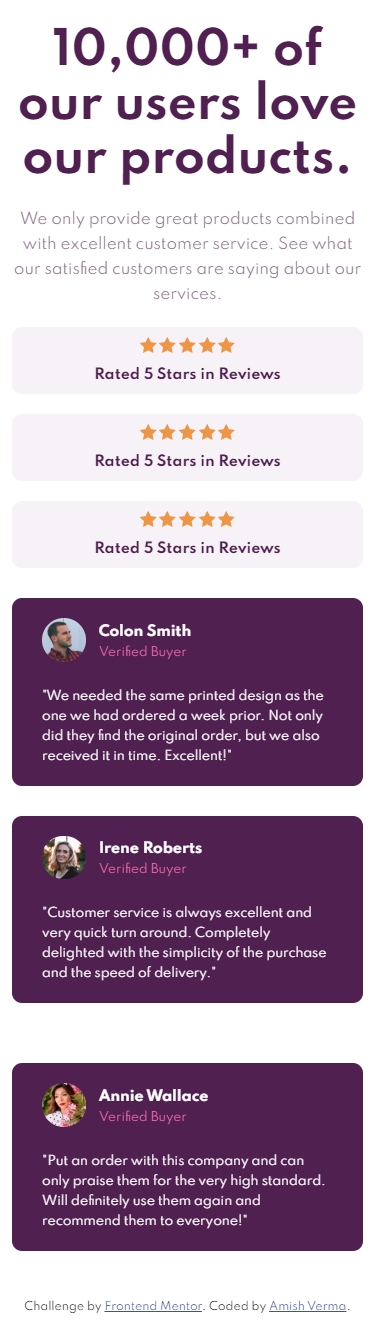 10,000+ of
our users love
our products.
We only provide great products combined
with excellent customer service. See what
our satisfied customers are saying about our
services.
Rated 5 Stars in Reviews
Rated 5 Stars in Reviews
Rated 5 Stars in Reviews
Colon Smith
Verified Buyer
"We needed the same printed design as the
one we had ordered a week prior. Not only
did they find the original order, but we also
received it in time. Excellent!"
Irene Roberts
Verified Buyer
"Customer service is always excellent and
very quick turn around. Completely
delighted with the simplicity of the purchase
and the speed of delivery."
Annie Wallace
Verified Buyer
"Put an order with this company and can
only praise them for the very high standard.
Will definitely use them again and
recommend them to everyone!"
Challenge by Frontend Mentor. Coded by Amish Verma.